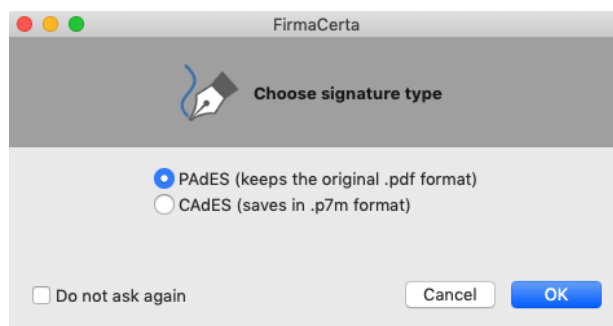 FirmaCerta
Choose signature type
PAdES (keeps the original .pdf format)
CAdES (saves in .p7m format)
Do not ask again
Cancel
OK